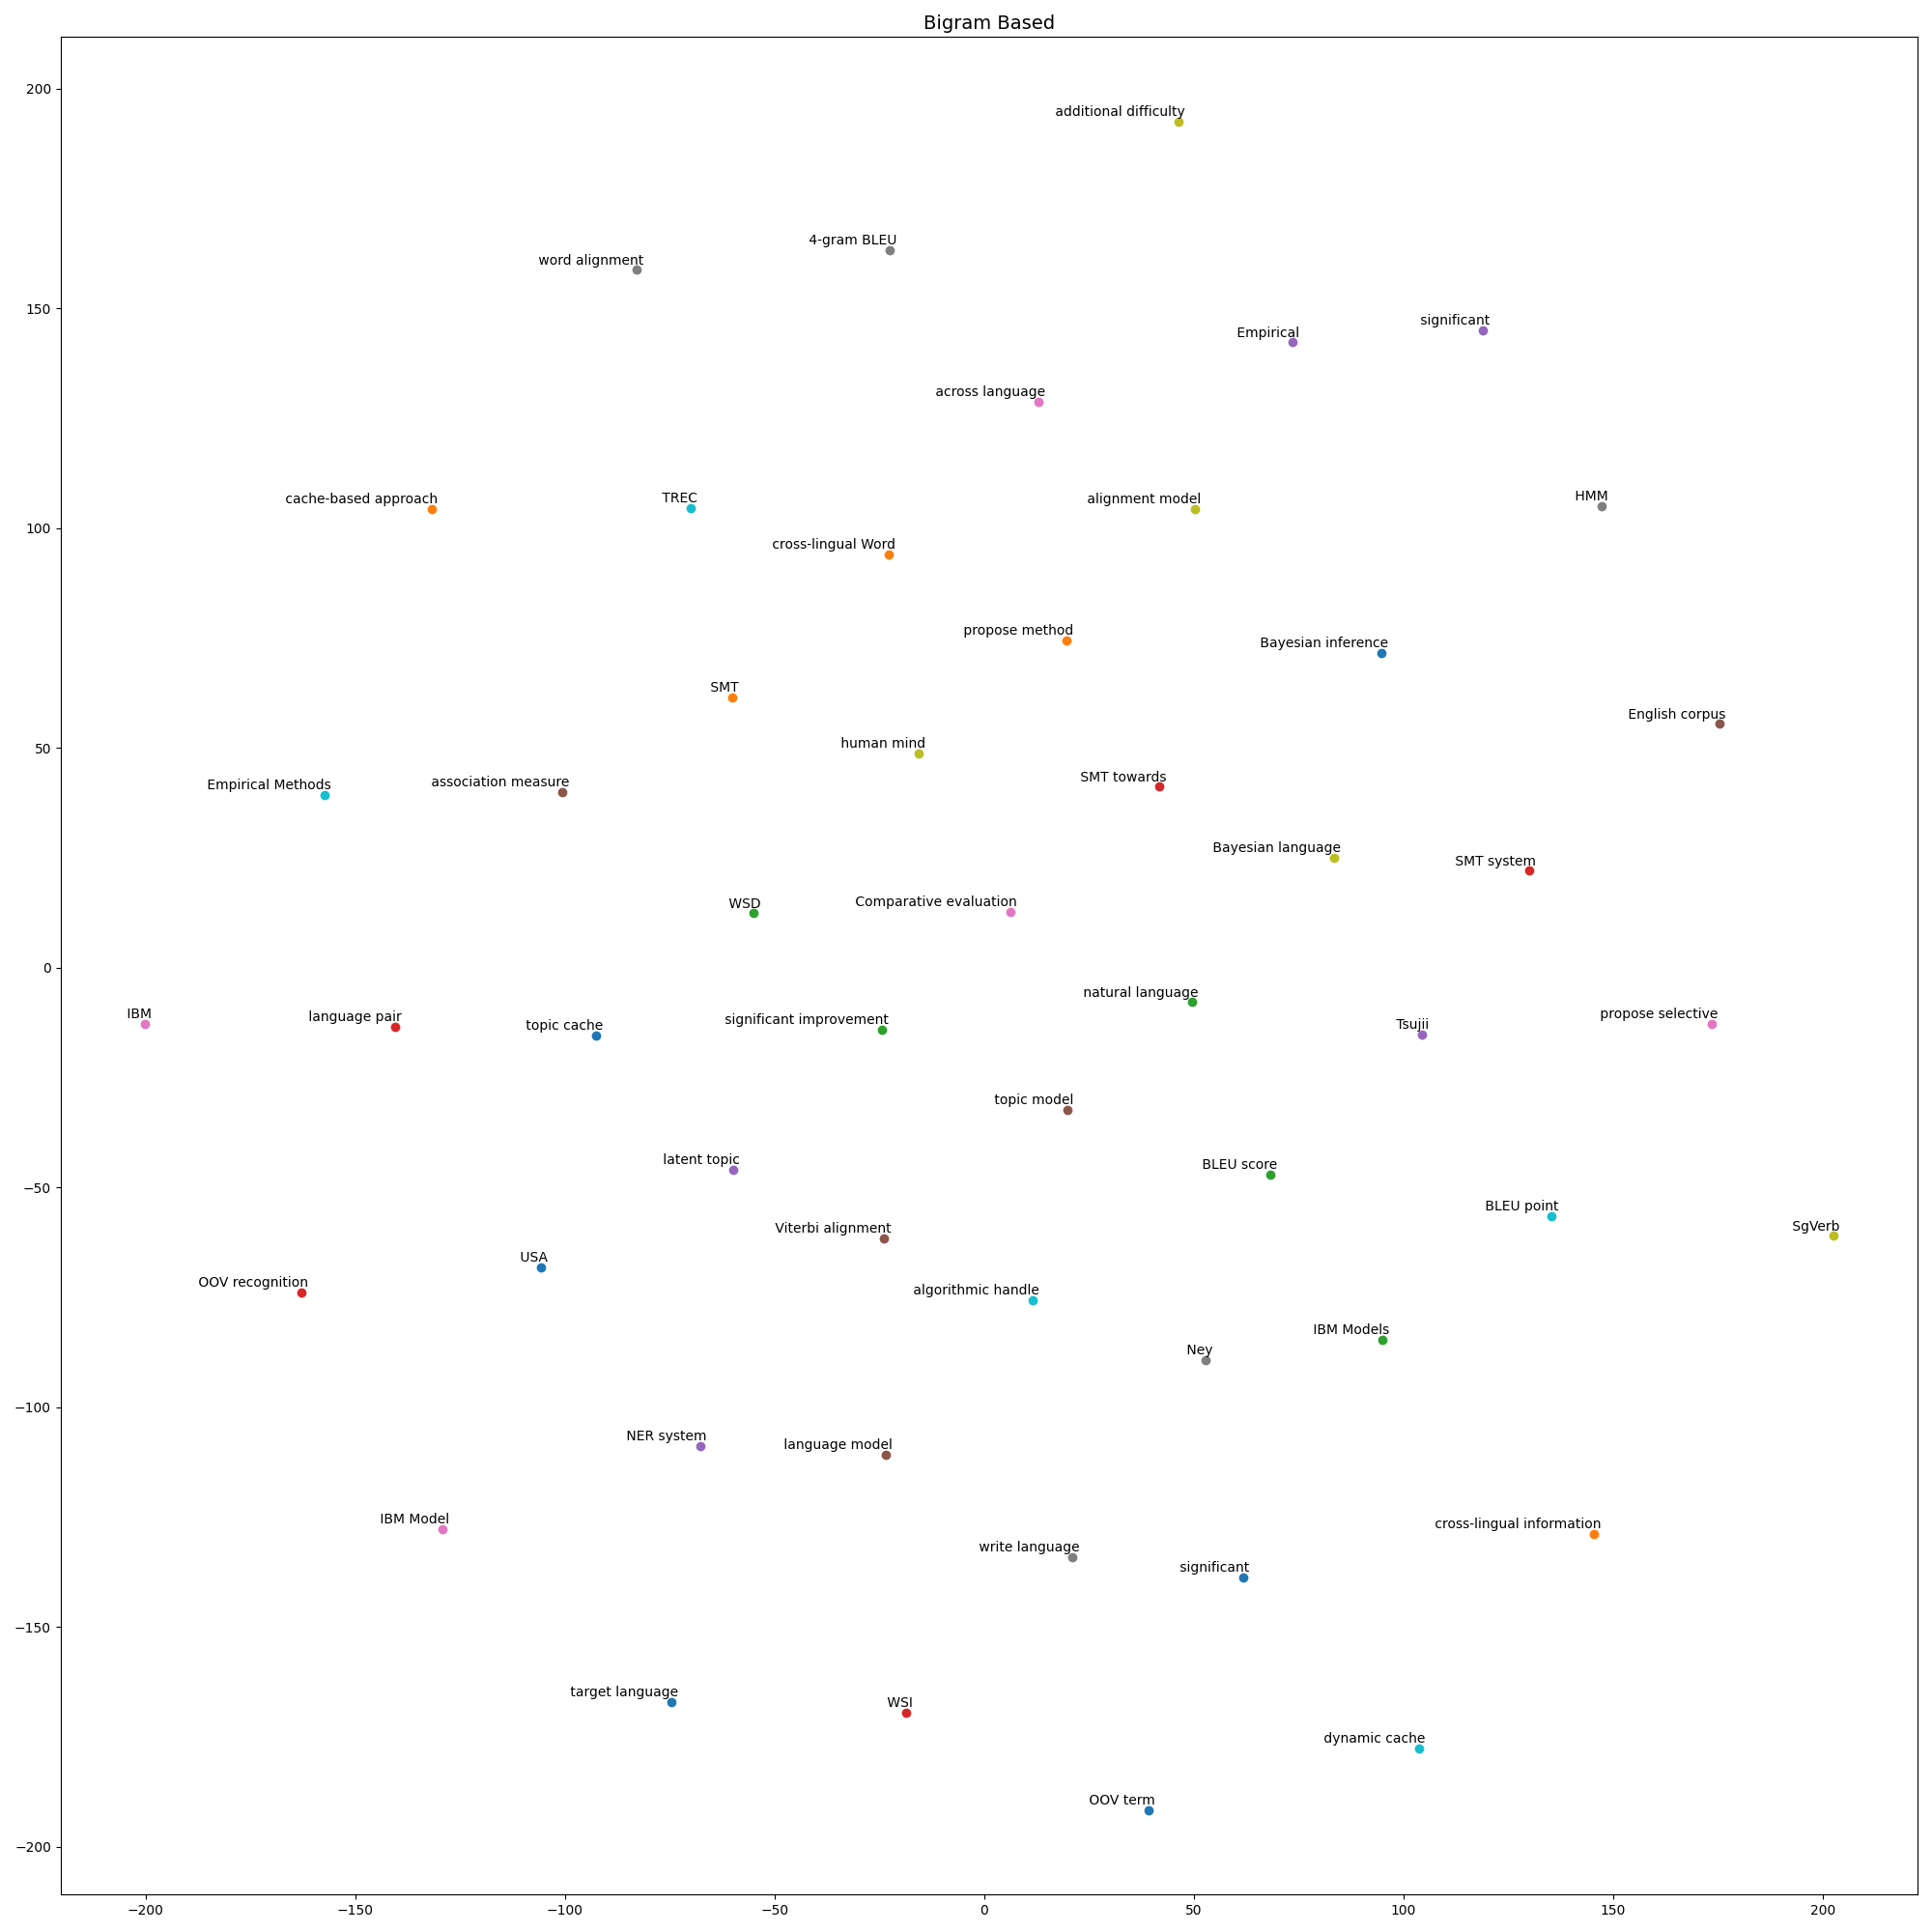 Bigram Based
200
additional difficulty
4-gram BLEU
word alignment
150
significant
Empirical
across language
cache-based approach
TREC
alignment model
HMM
100
cross-lingual Word
propose method
Bayesian inference
SMT
English corpus
50
human mind
SMT towards
association measure
Empirical Methods
Bayesian language
SMT system
WSD
Comparative evaluation
0
natural language
IBM
language pair
topic cache
significant improvement
Tsujii
propose selective
topic model
latent topic
BLEU score
−50
BLEU point
SgVerb
Viterbi alignment
USA
OOV recognition
algorithmic handle
IBM Models
Ney
−100
NER system
language model
IBM Model
cross-lingual information
write language
significant
−150
target language
WSI
dynamic cache
OOV term
−200
−200 −150 −100 −50 0 50 100 150 200